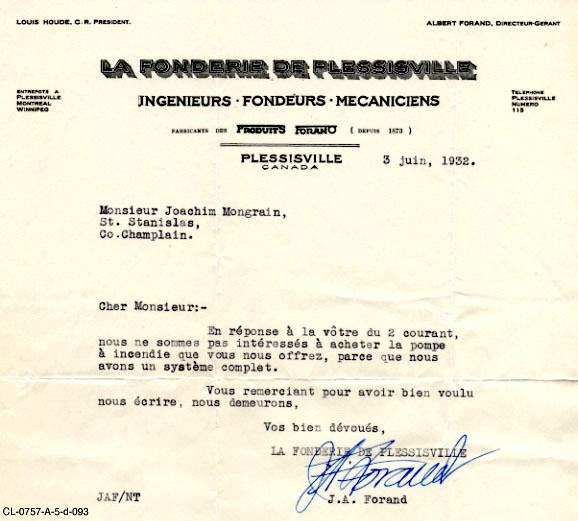 LOUIS HOUDE, C.R. PRESIDENT.
ALBERT FORAND, DIRECTEUR-GERANT
LA FONDERIE DE PLESSISVILLE
INGENIEURS · FONDEURS · MECANICIENS
ENTREPOTS A
PLESSISVILLE
MONTREAL
WINNIPEG
TELEPHONE
PLESSISVILLE
NUMERO
115
FABRICANTS DES PRODUITS FORANO ( DEPUIS 1873 )
PLESSISVILLE
CANADA
3 juin, 1932.
Monsieur Joachim Mongrain,
St. Stanislas,
Co.Champlain.
Cher Monsieur:-
En réponse à la vôtre du 2 courant,
nous ne sommes pas intéressés à acheter la pompe
à incendie que vous nous offrez, parce que nous
avons un système complet.
Vous remerciant pour avoir bien voulu
nous écrire, nous demeurons,
Vos bien dévoués,
LA FONDERIE DE PLESSISVILLE
J.A. Forand
JAF/NT
J.A. Forand
CL-0757-A-5-d-093